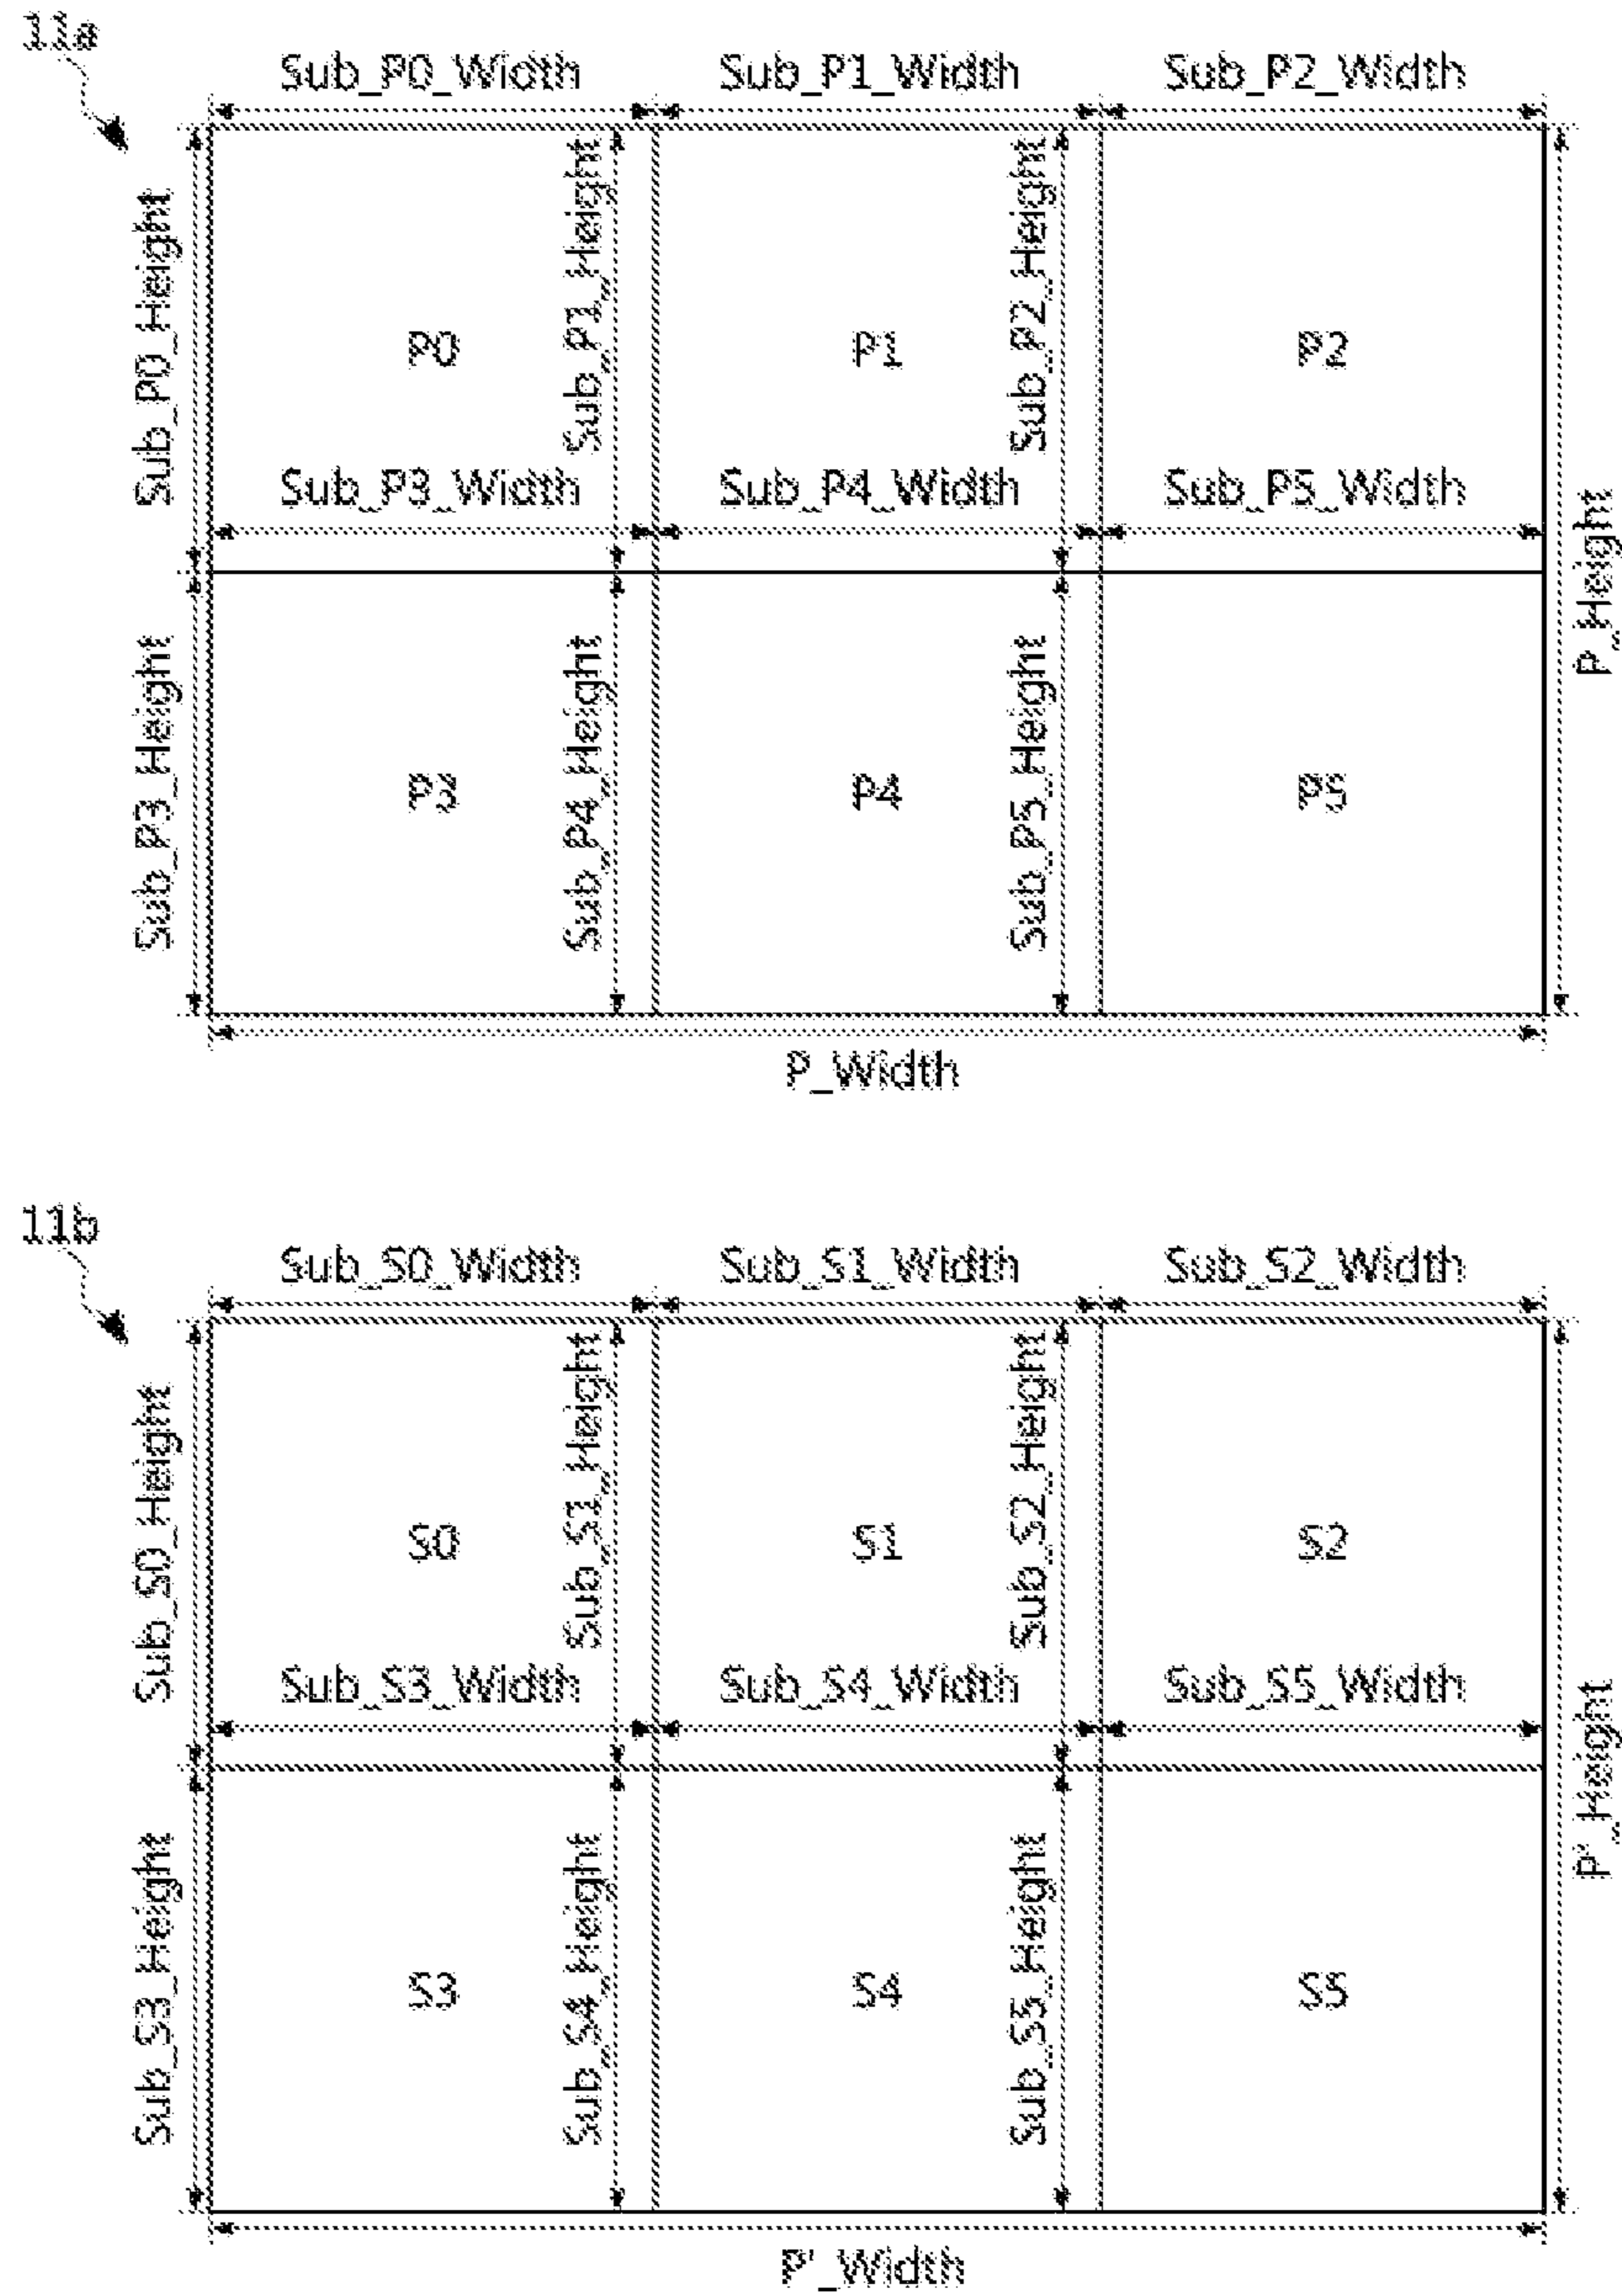 11a
Sub_P0_Width Sub_P1_Width Sub_P2_Width
Sub_P0_Height
Sub_P1_Height
Sub_P2_Height
P0 P1 P2
Sub_P3_Width Sub_P4_Width Sub_P5_Width
P_Height
Sub_P3_Height
Sub_P4_Height
Sub_P5_Height
P3 P4 P5
P_Width
11b
Sub_S0_Width Sub_S1_Width Sub_S2_Width
Sub_S0_Height
Sub_S1_Height
Sub_S2_Height
S0 S1 S2
Sub_S3_Width Sub_S4_Width Sub_S5_Width
P'_Height
Sub_S3_Height
Sub_S4_Height
Sub_S5_Height
S3 S4 S5
P'_Width